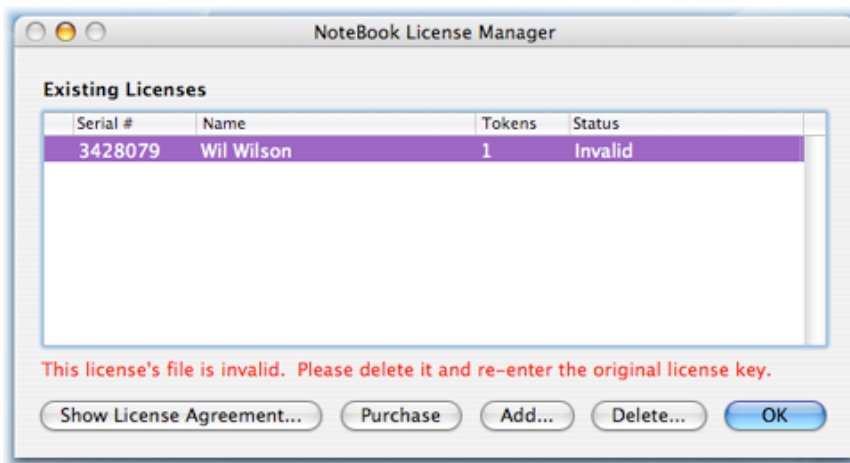 NoteBook License Manager
Existing Licenses
Serial # Name Tokens Status
3428079 Wil Wilson 1 Invalid
This license's file is invalid. Please delete it and re-enter the original license key.
Show License Agreement... Purchase Add... Delete... OK